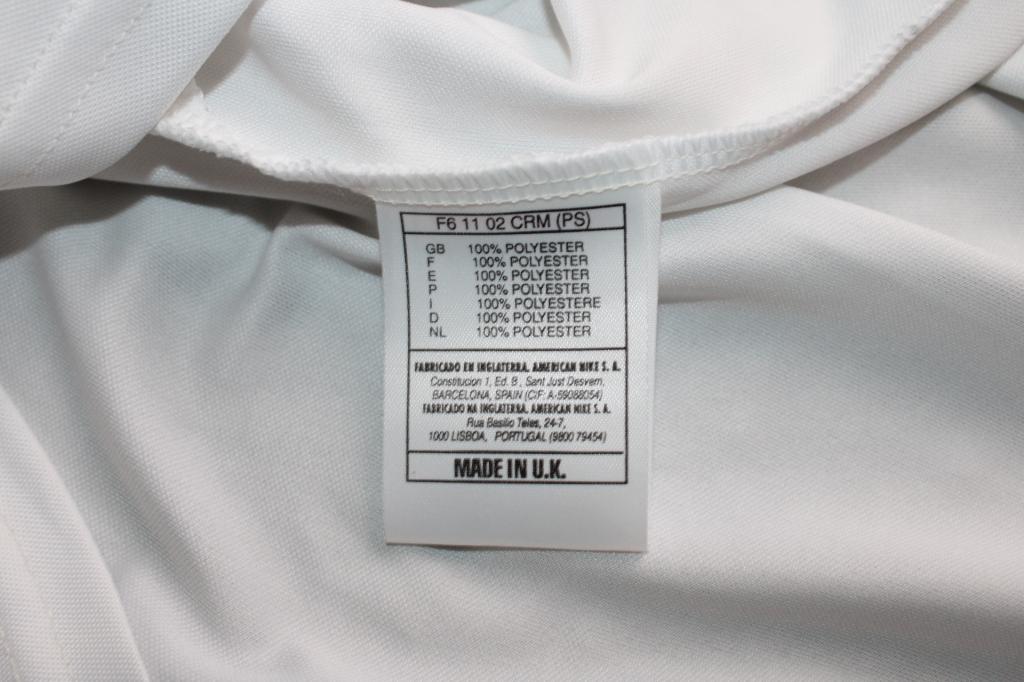 F6 11 02 CRM (PS)
GB 100% POLYESTER
F 100% POLYESTER
E 100% POLYESTER
P 100% POLYESTER
I 100% POLYESTERE
D 100% POLYESTER
NL 100% POLYESTER
FABRICADO EN INGLATERRA. AMERICAN NIKE S. A.
Constitucion 1, Ed. B, Sant Just Desvern,
BARCELONA, SPAIN (CIF: A-59088054)
FABRICADO NA INGLATERRA. AMERICAN NIKE S. A.
Rua Basilio Teles, 24-7,
1000 LISBOA, PORTUGAL (9800 79454)
MADE IN U.K.